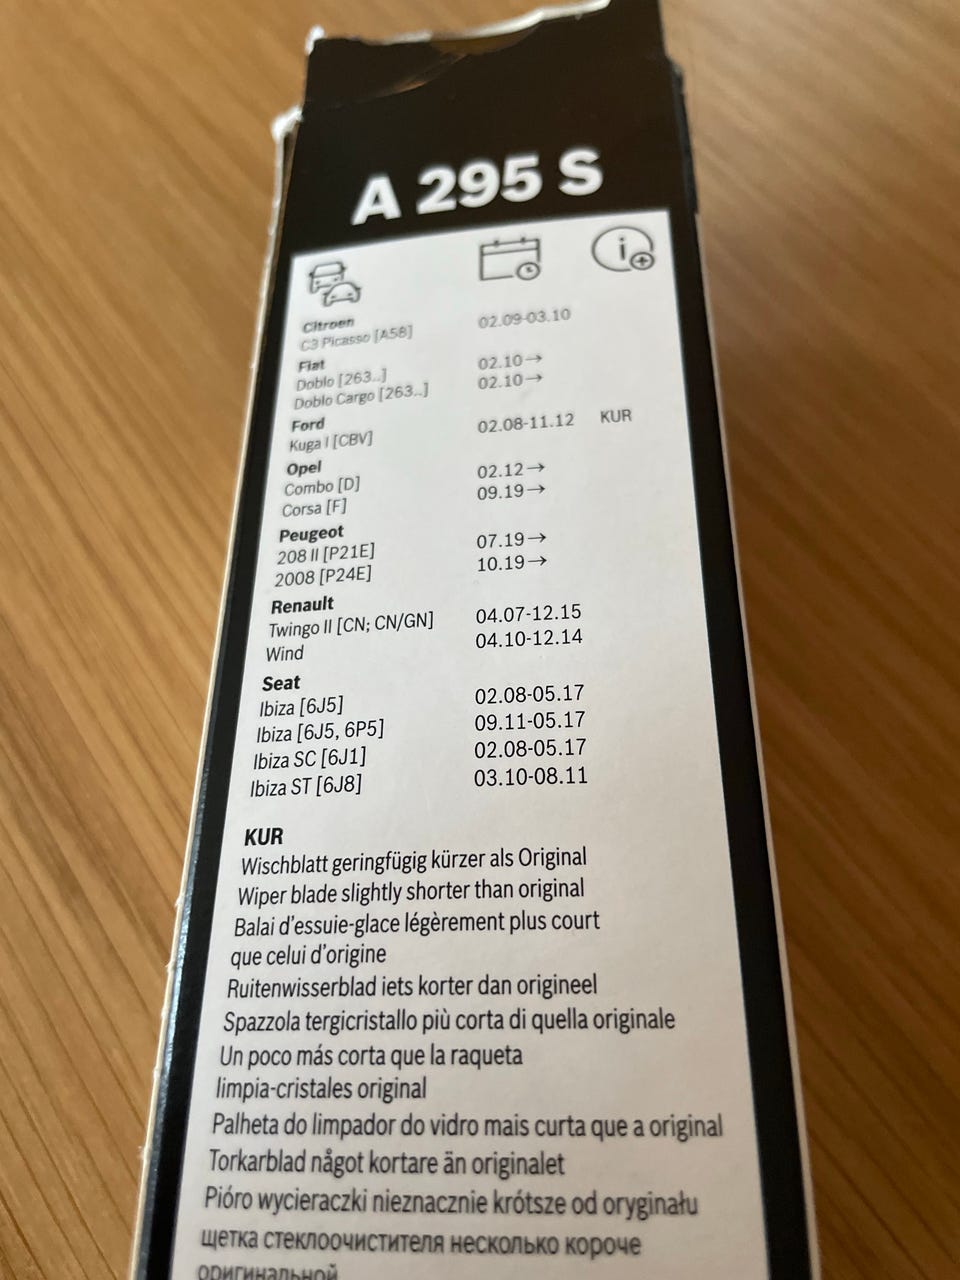 A 295 S
Citroen
C3 Picasso [A58] 02.09-03.10
Fiat
Doblo [263..] 02.10→
Doblo Cargo [263..] 02.10→
Ford
Kuga I [CBV] 02.08-11.12 KUR
Opel
Combo [D] 02.12→
Corsa [F] 09.19→
Peugeot
208 II [P21E] 07.19→
2008 [P24E] 10.19→
Renault
Twingo II [CN; CN/GN] 04.07-12.15
Wind 04.10-12.14
Seat
Ibiza [6J5] 02.08-05.17
Ibiza [6J5, 6P5] 09.11-05.17
Ibiza SC [6J1] 02.08-05.17
Ibiza ST [6J8] 03.10-08.11
KUR
Wischblatt geringfügig kürzer als Original
Wiper blade slightly shorter than original
Balai d'essuie-glace légèrement plus court
que celui d'origine
Ruitenwisserblad iets korter dan origineel
Spazzola tergicristallo più corta di quella originale
Un poco más corta que la raqueta
limpia-cristales original
Palheta do limpador do vidro mais curta que a original
Torkarblad något kortare än originalet
Pióro wycieraczki nieznacznie krótsze od oryginału
щетка стеклоочистителя несколько короче
оригинальной